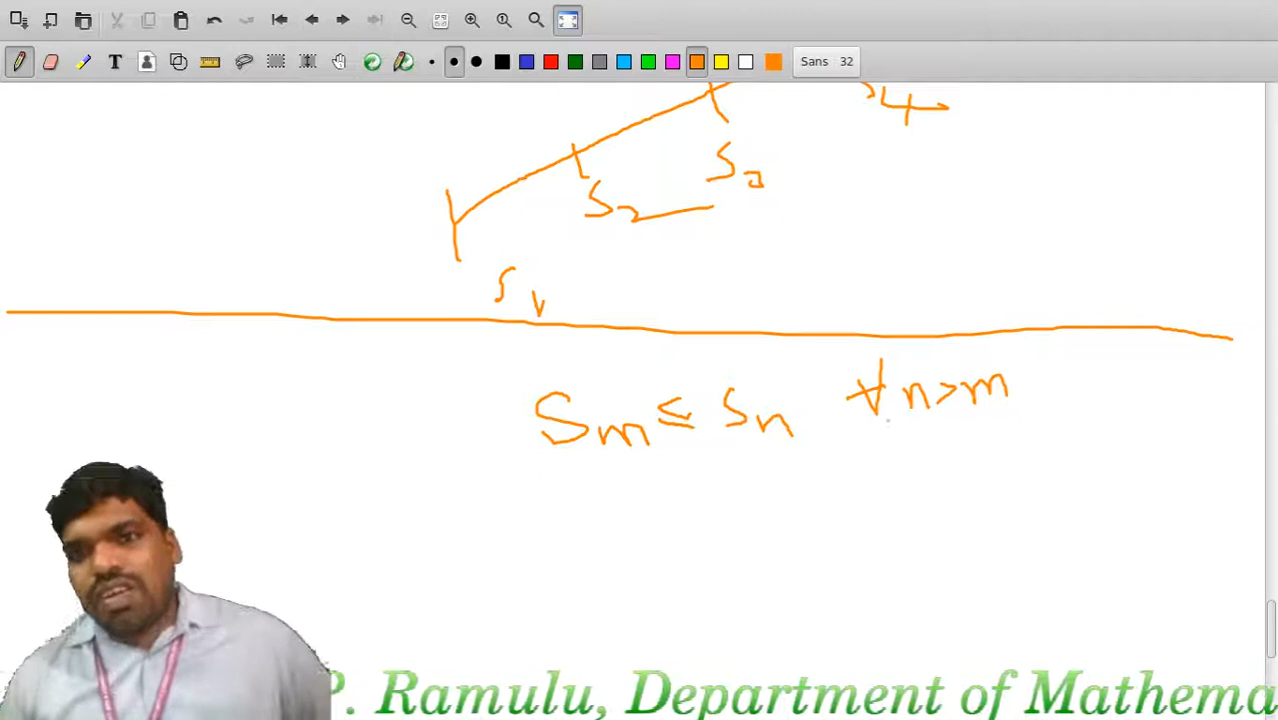 Sans 32
S4
S3
S2
S1
Sm ≤ Sn ∀ n>m
P. Ramulu, Department of Mathema